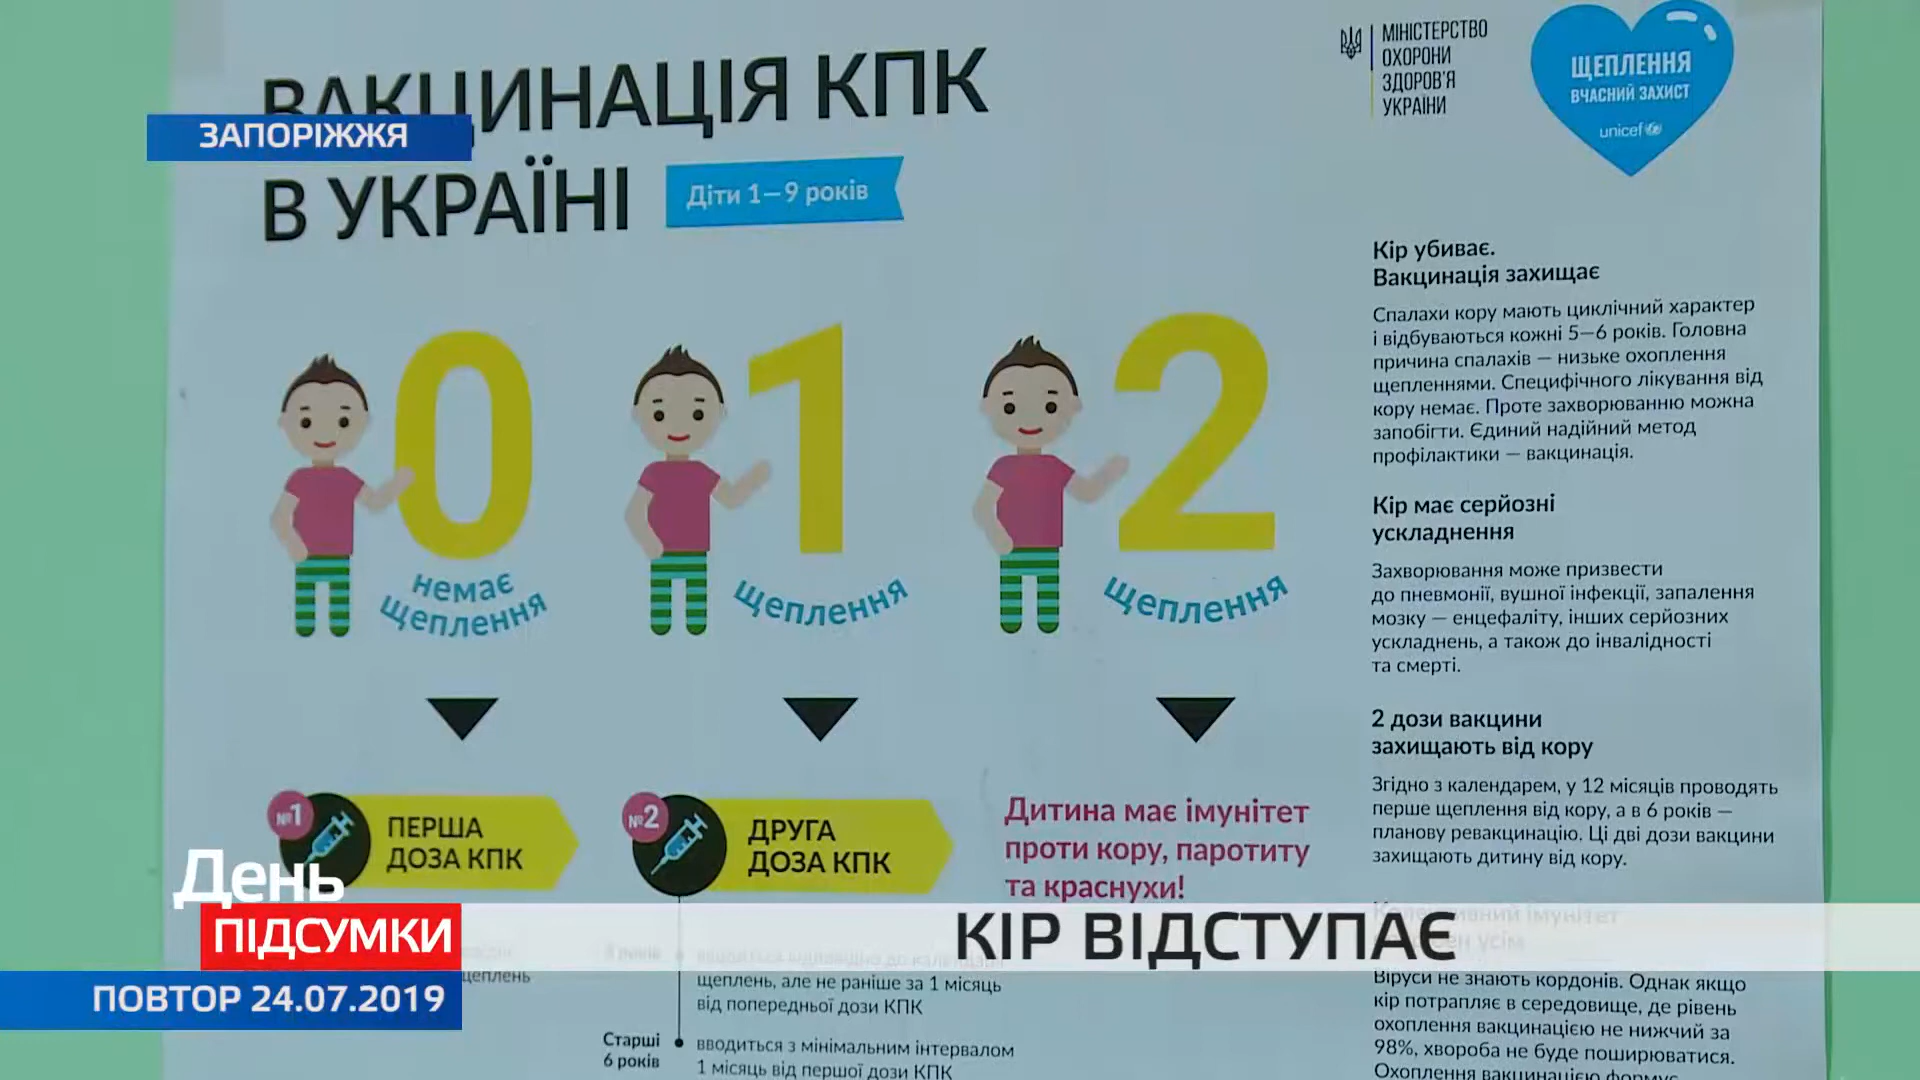 ВАКЦИНАЦІЯ КПК
В УКРАЇНІ
Діти 1—9 років
ЗАПОРІЖЖЯ
МІНІСТЕРСТВО
ОХОРОНИ
ЗДОРОВ'Я
УКРАЇНИ
ЩЕПЛЕННЯ
ВЧАСНИЙ ЗАХИСТ
unicef
0
немає
щеплення
1
щеплення
2
щеплення
№1
ПЕРША
ДОЗА КПК
№2
ДРУГА
ДОЗА КПК
Дитина має імунітет
проти кору, паротиту
та краснухи!
щеплень
щеплень, але не раніше за 1 місяць
від попередньої дози КПК
Старші
6 років
вводиться з мінімальним інтервалом
1 місяць від першої дози КПК
Кір убиває.
Вакцинація захищає
Спалахи кору мають циклічний характер
і відбуваються кожні 5—6 років. Головна
причина спалахів — низьке охоплення
щепленнями. Специфічного лікування від
кору немає. Проте захворюванню можна
запобігти. Єдиний надійний метод
профілактики — вакцинація.
Кір має серйозні
ускладнення
Захворювання може призвести
до пневмонії, вушної інфекції, запалення
мозку — енцефаліту, інших серйозних
ускладнень, а також до інвалідності
та смерті.
2 дози вакцини
захищають від кору
Згідно з календарем, у 12 місяців проводять
перше щеплення від кору, а в 6 років —
планову ревакцинацію. Ці дві дози вакцини
захищають дитину від кору.
імунітет
усім
Віруси не знають кордонів. Однак якщо
кір потрапляє в середовище, де рівень
охоплення вакцинацією не нижчий за
98%, хвороба не буде поширюватися.
Охоплення вакцинацією формує
День
ПІДСУМКИ
КІР ВІДСТУПАЄ
ПОВТОР 24.07.2019